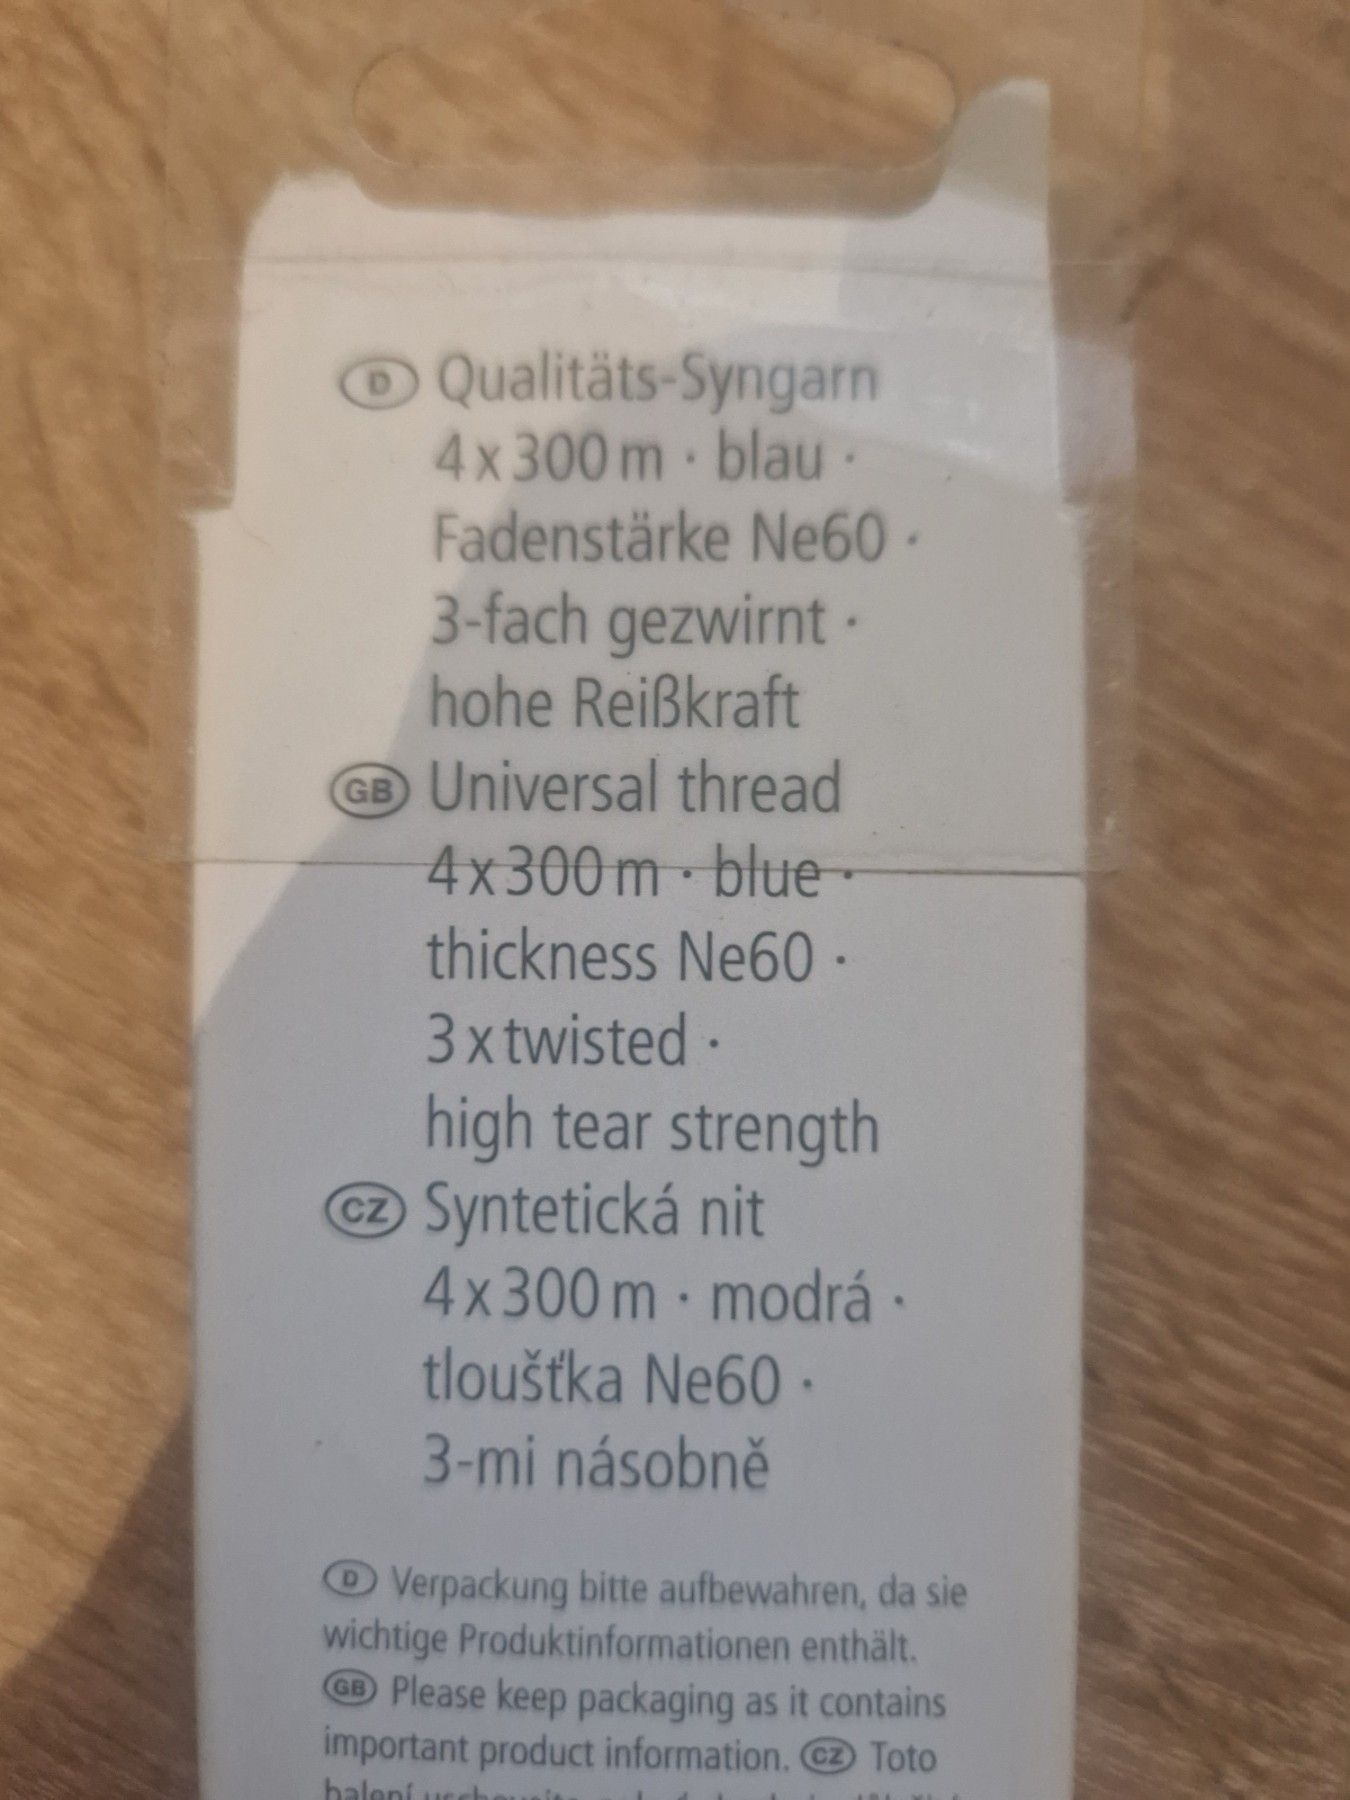 D Qualitäts-Syngarn
4 x 300 m · blau ·
Fadenstärke Ne60 ·
3-fach gezwirnt ·
hohe Reißkraft
GB Universal thread
4 x 300 m · blue ·
thickness Ne60 ·
3 x twisted ·
high tear strength
CZ Syntetická nit
4 x 300 m · modrá ·
tloušťka Ne60 ·
3-mi násobně
D Verpackung bitte aufbewahren, da sie
wichtige Produktinformationen enthält.
GB Please keep packaging as it contains
important product information. CZ Toto
balení